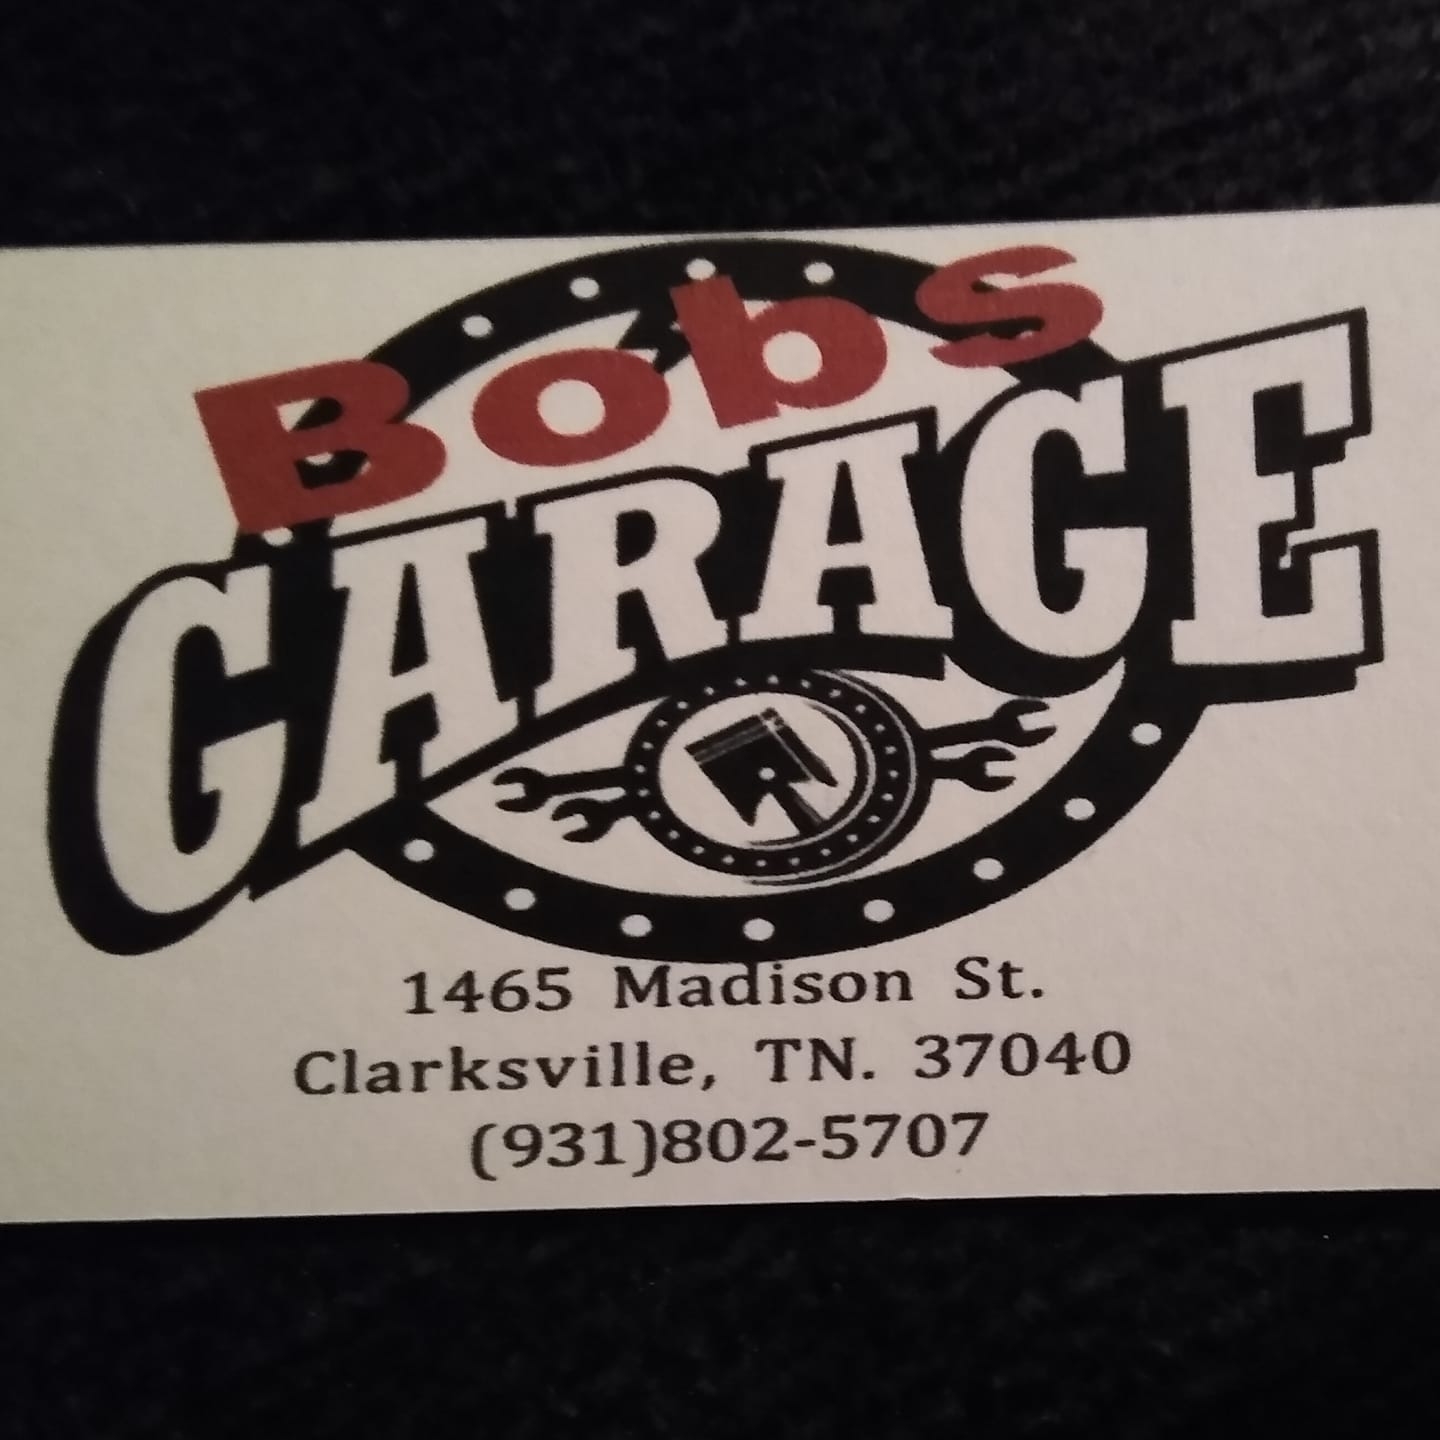 Bobs
GARAGE
1465 Madison St.
Clarksville, TN. 37040
(931)802-5707